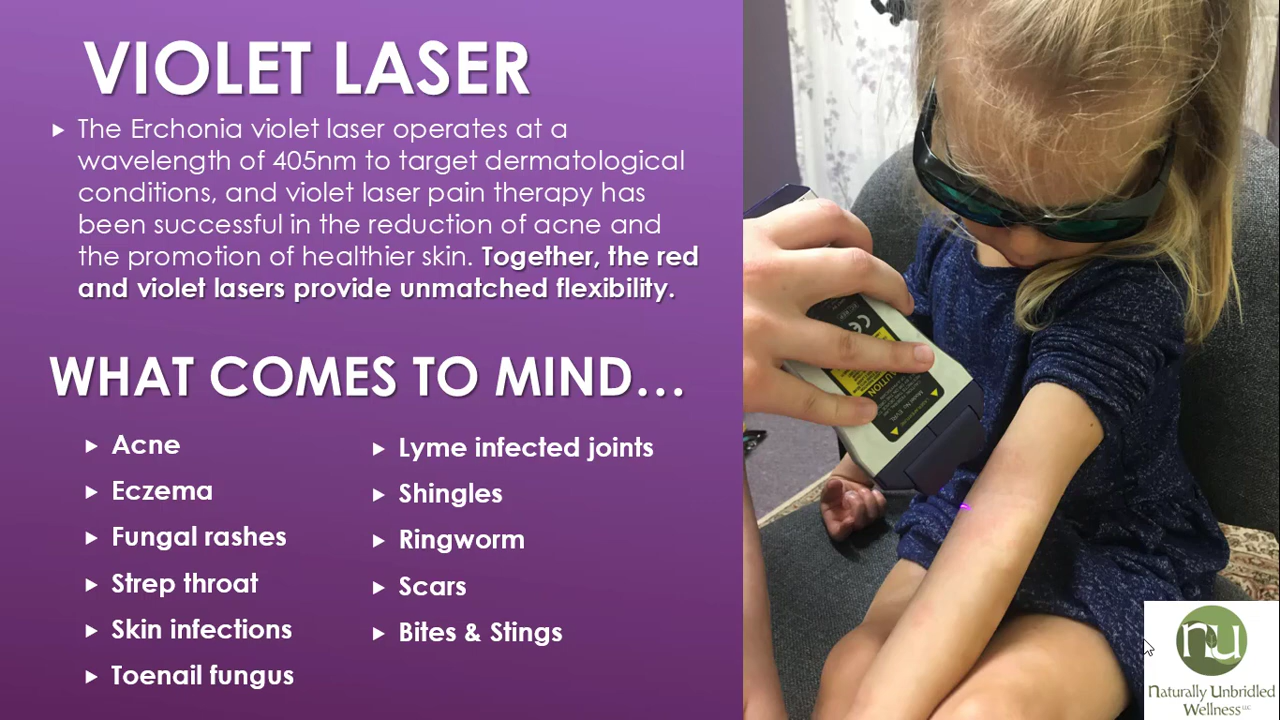 VIOLET LASER
▶ The Erchonia violet laser operates at a
wavelength of 405nm to target dermatological
conditions, and violet laser pain therapy has
been successful in the reduction of acne and
the promotion of healthier skin. Together, the red
and violet lasers provide unmatched flexibility.
WHAT COMES TO MIND…
▶ Acne
▶ Eczema
▶ Fungal rashes
▶ Strep throat
▶ Skin infections
▶ Toenail fungus
▶ Lyme infected joints
▶ Shingles
▶ Ringworm
▶ Scars
▶ Bites & Stings
CE
CAUTION
nu
Naturally Unbridled
Wellness LLC